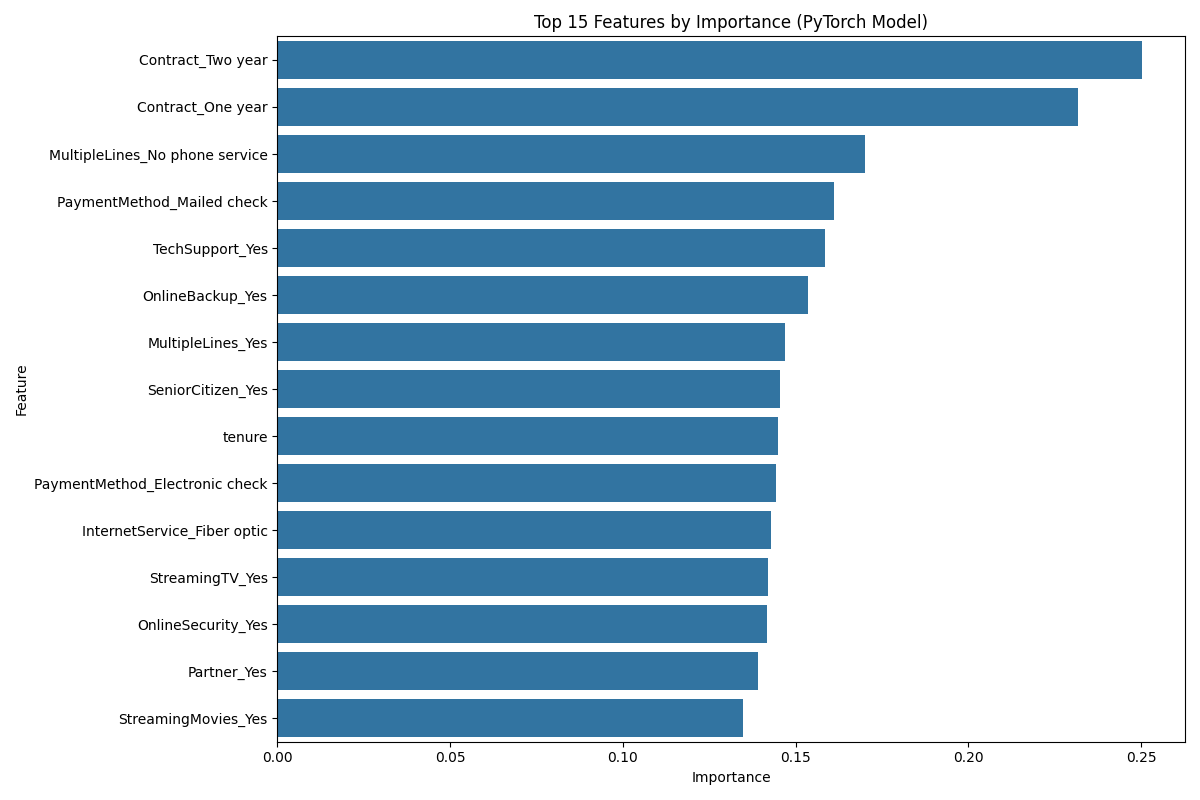 Top 15 Features by Importance (PyTorch Model)
Contract_Two year
Contract_One year
MultipleLines_No phone service
PaymentMethod_Mailed check
TechSupport_Yes
OnlineBackup_Yes
MultipleLines_Yes
SeniorCitizen_Yes
tenure
PaymentMethod_Electronic check
InternetService_Fiber optic
StreamingTV_Yes
OnlineSecurity_Yes
Partner_Yes
StreamingMovies_Yes
Feature
0.00 0.05 0.10 0.15 0.20 0.25
Importance